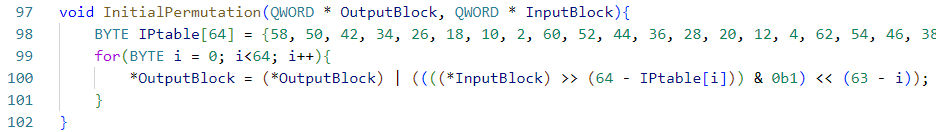 97 void InitialPermutation(QWORD * OutputBlock, QWORD * InputBlock){
98 BYTE IPtable[64] = {58, 50, 42, 34, 26, 18, 10, 2, 60, 52, 44, 36, 28, 20, 12, 4, 62, 54, 46, 38
99 for(BYTE i = 0; i<64; i++){
100 *OutputBlock = (*OutputBlock) | ((((*InputBlock) >> (64 - IPtable[i])) & 0b1) << (63 - i));
101 }
102 }